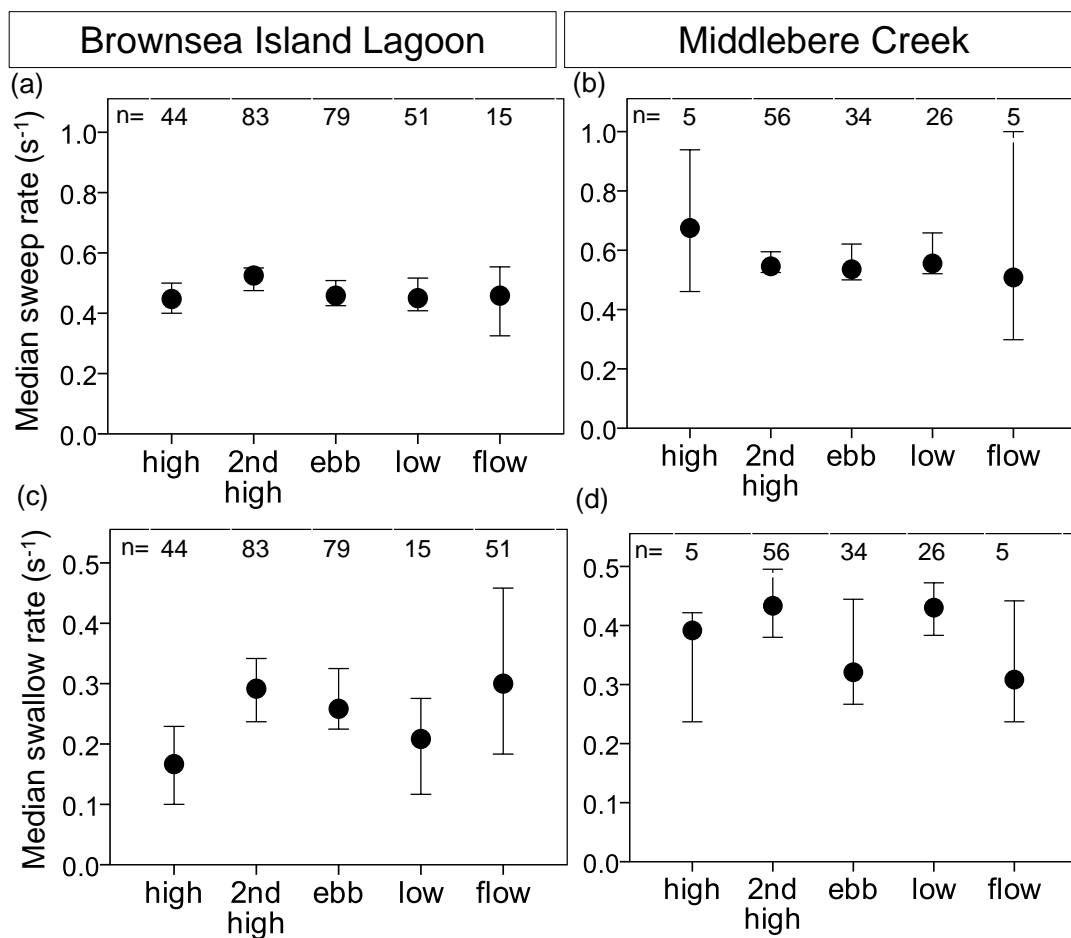 Brownsea Island Lagoon
Middlebere Creek
(a)
n= 44 83 79 51 15
Median sweep rate (s⁻¹)
1.0
0.8
0.6
0.4
0.2
0.0
high 2nd high ebb low flow
(b)
n= 5 56 34 26 5
1.0
0.8
0.6
0.4
0.2
0.0
high 2nd high ebb low flow
(c)
n= 44 83 79 15 51
Median swallow rate (s⁻¹)
0.5
0.4
0.3
0.2
0.1
0.0
high 2nd high ebb low flow
(d)
n= 5 56 34 26 5
0.5
0.4
0.3
0.2
0.1
0.0
high 2nd high ebb low flow